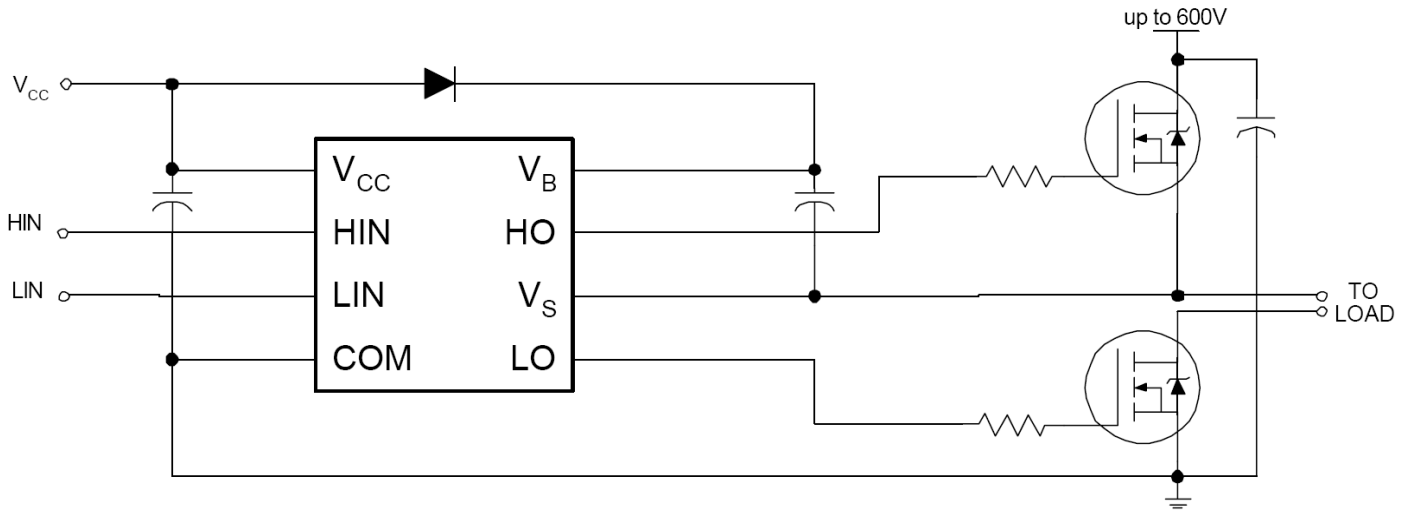 up to 600V
VCC
VCC VB
HIN
HIN HO
LIN
LIN VS
TO
LOAD
COM LO